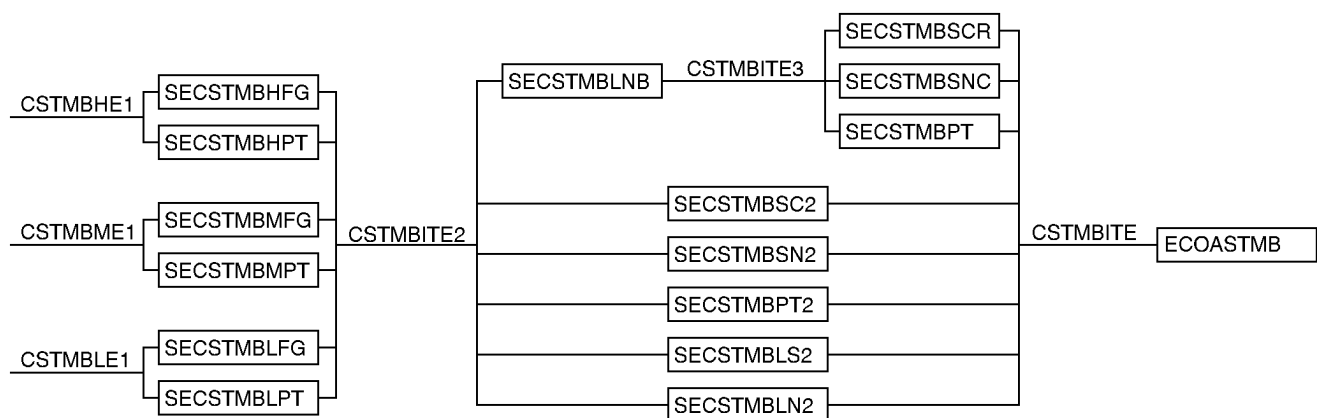 SECSTMBSCR
SECSTMBLNB
CSTMBITE3
SECSTMBSNC
CSTMBHE1
SECSTMBHFG
SECSTMBHPT
SECSTMBPT
SECSTMBSC2
CSTMBME1
SECSTMBMFG
SECSTMBMPT
CSTMBITE2
SECSTMBSN2
CSTMBITE
ECOASTMB
SECSTMBPT2
CSTMBLE1
SECSTMBLFG
SECSTMBLPT
SECSTMBLS2
SECSTMBLN2